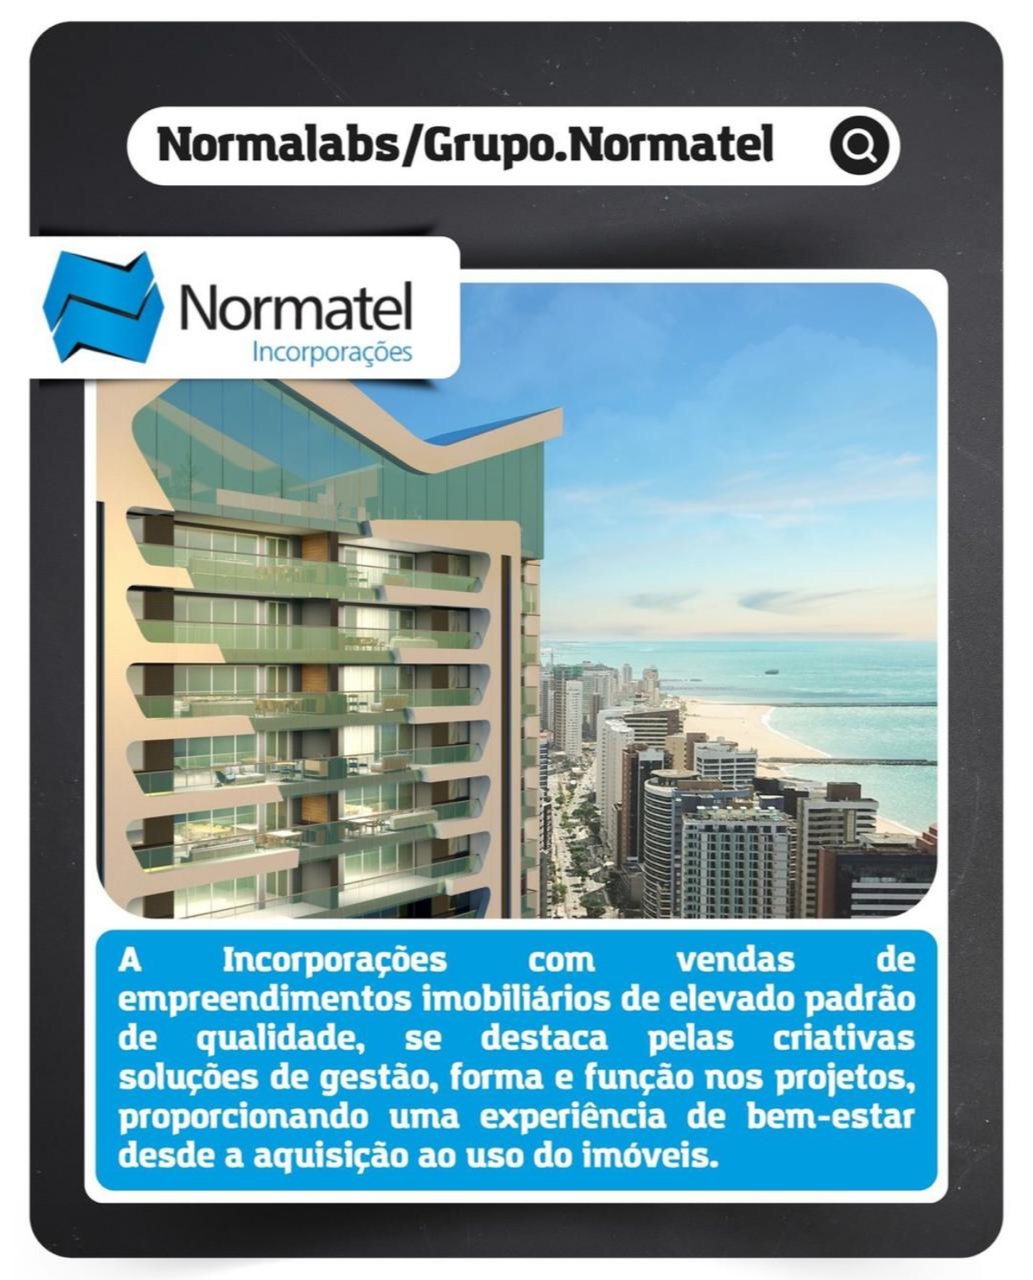 Normalabs/Grupo.Normatel
Normatel
Incorporações
A Incorporações com vendas de
empreendimentos imobiliários de elevado padrão
de qualidade, se destaca pelas criativas
soluções de gestão, forma e função nos projetos,
proporcionando uma experiência de bem-estar
desde a aquisição ao uso do imóveis.